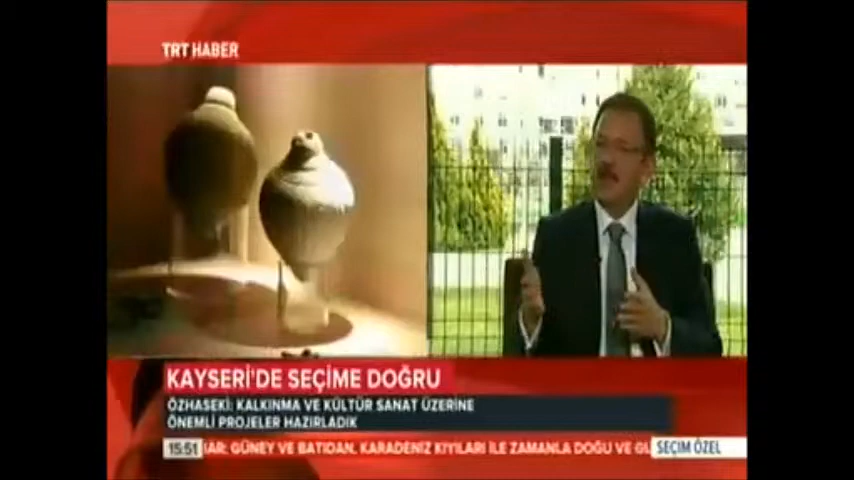 TRT HABER
KAYSERİ'DE SEÇİME DOĞRU
ÖZHASEKİ: KALKINMA VE KÜLTÜR SANAT ÜZERİNE
ÖNEMLİ PROJELER HAZIRLADIK
15:51 IAR: GÜNEY VE BATIDAN, KARADENİZ KIYILARI İLE ZAMANLA DOĞU VE G SEÇİM ÖZEL